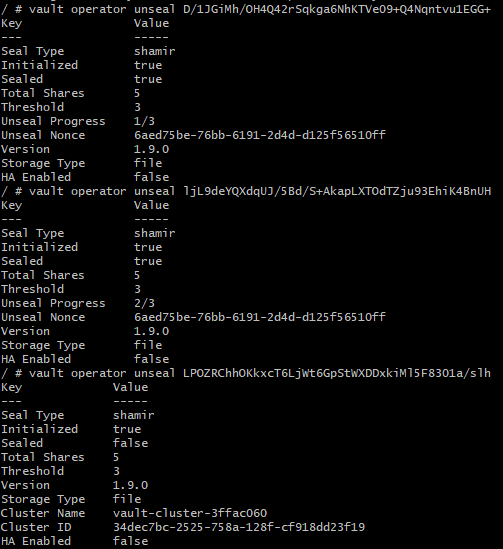 / # vault operator unseal D/1JGiMh/OH4Q42rSqkga6NhKTVeO9+Q4Nqntvu1EGG+
Key Value
--- -----
Seal Type shamir
Initialized true
Sealed true
Total Shares 5
Threshold 3
Unseal Progress 1/3
Unseal Nonce 6aed75be-76bb-6191-2d4d-d125f56510ff
Version 1.9.0
Storage Type file
HA Enabled false
/ # vault operator unseal ljL9deYQXdqUJ/5Bd/S+AkapLXTOdTZju93EhiK4BnUH
Key Value
--- -----
Seal Type shamir
Initialized true
Sealed true
Total Shares 5
Threshold 3
Unseal Progress 2/3
Unseal Nonce 6aed75be-76bb-6191-2d4d-d125f56510ff
Version 1.9.0
Storage Type file
HA Enabled false
/ # vault operator unseal LPOZRChhOKkxcT6LjWt6GpStWXDDxkiMl5F83O1a/slh
Key Value
--- -----
Seal Type shamir
Initialized true
Sealed false
Total Shares 5
Threshold 3
Version 1.9.0
Storage Type file
Cluster Name vault-cluster-3ffac060
Cluster ID 34dec7bc-2525-758a-128f-cf918dd23f19
HA Enabled false